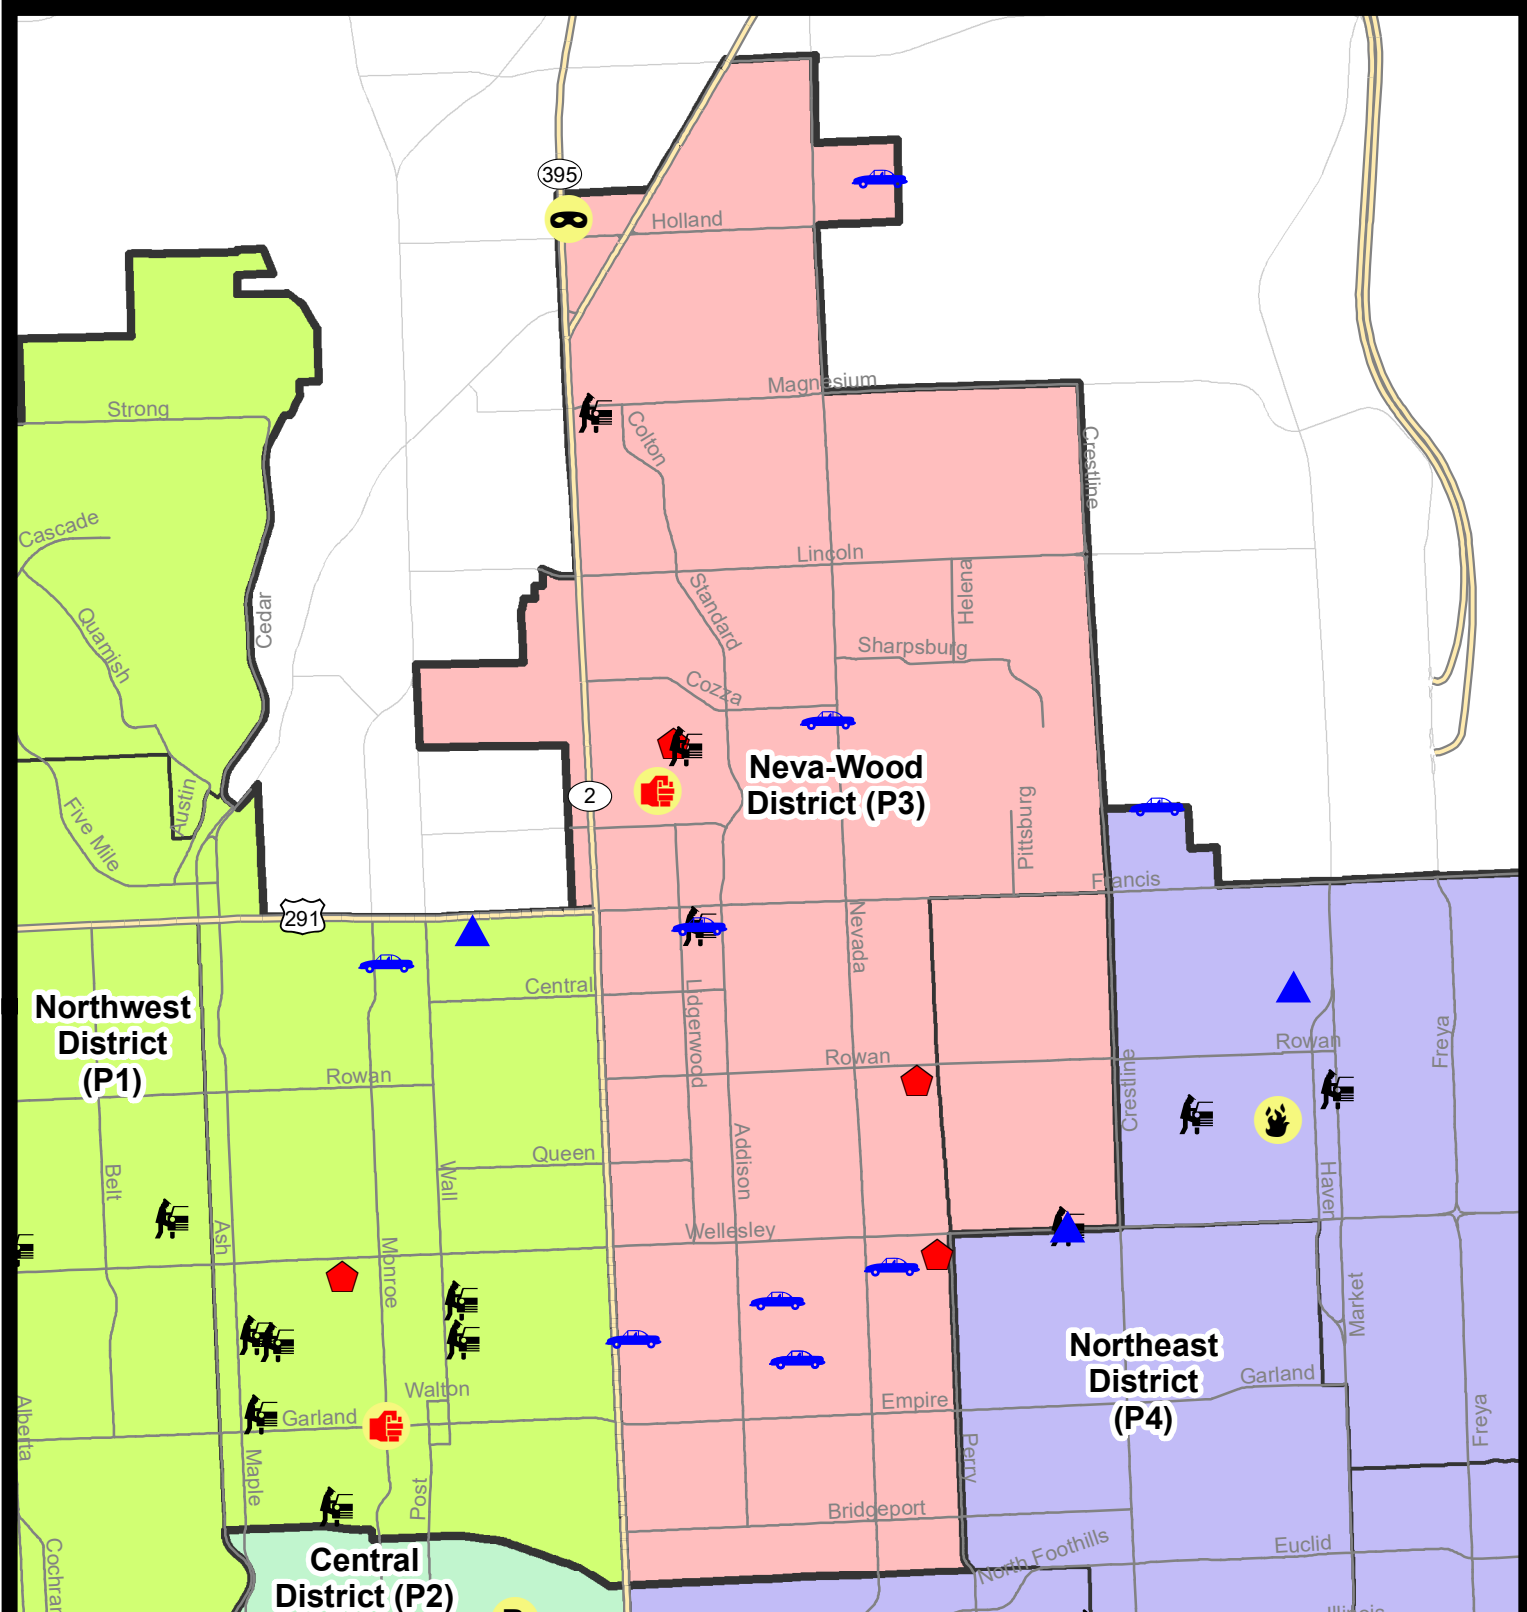 395
Holland
Magnesium
Strong
Colton
Crestline
Cascade
Lincoln
Helena
Standard
Cedar
Quamish
Sharpsburg
Cozza
Neva-Wood
District (P3)
2
Austin
Five Mile
Pittsburg
Francis
291
Nevada
Central
Lidgerwood
Northwest
District
(P1)
Freya
Rowan
Rowan
Rowan
Crestline
Addison
Queen
Wall
Belt
Haven
Ash
Monroe
Wellesley
Market
Northeast
District
(P4)
Garland
Walton
Empire
Garland
Alberta
Freya
Maple
Perry
Post
Bridgeport
North Foothills
Euclid
Central
District (P2)